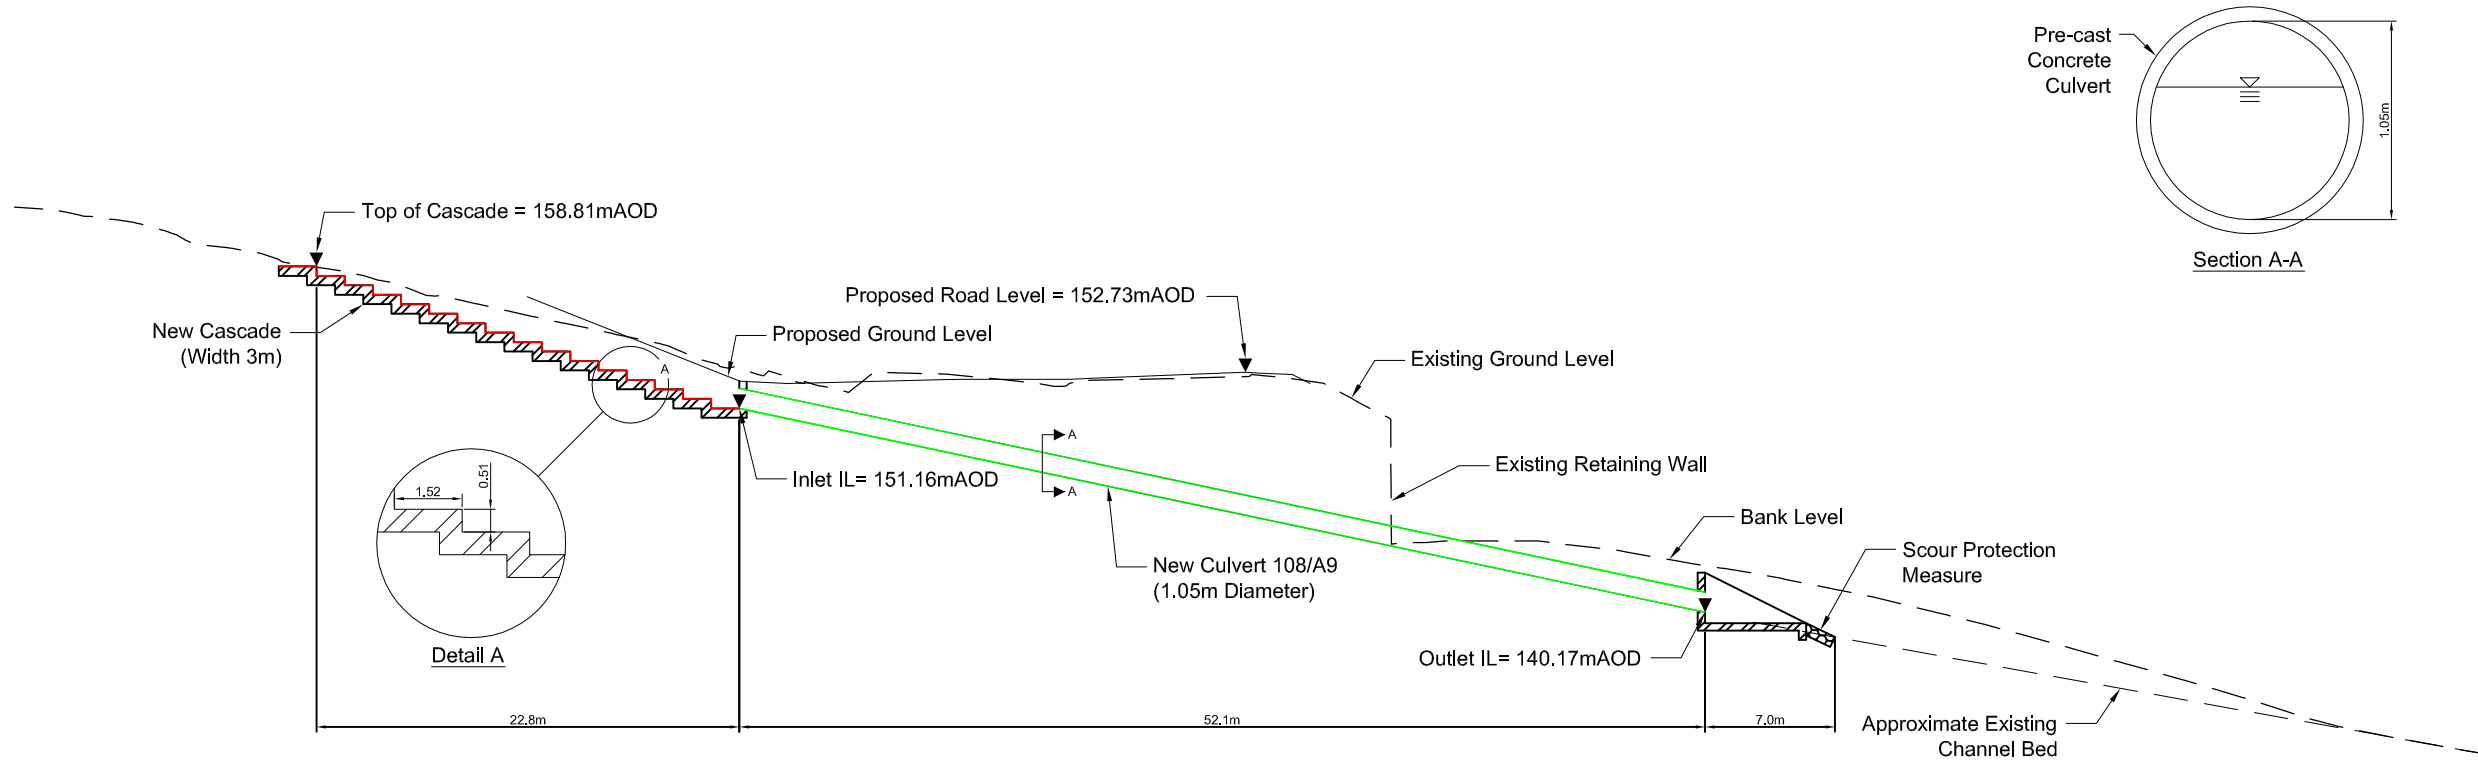 Pre-cast
Concrete
Culvert
1.05m
Section A-A
Top of Cascade = 158.81mAOD
Proposed Road Level = 152.73mAOD
New Cascade
(Width 3m)
Proposed Ground Level
Existing Ground Level
A
A
A
Inlet IL= 151.16mAOD
Existing Retaining Wall
1.52
0.51
Detail A
Bank Level
New Culvert 108/A9
(1.05m Diameter)
Scour Protection
Measure
Outlet IL= 140.17mAOD
22.8m
52.1m
7.0m
Approximate Existing
Channel Bed